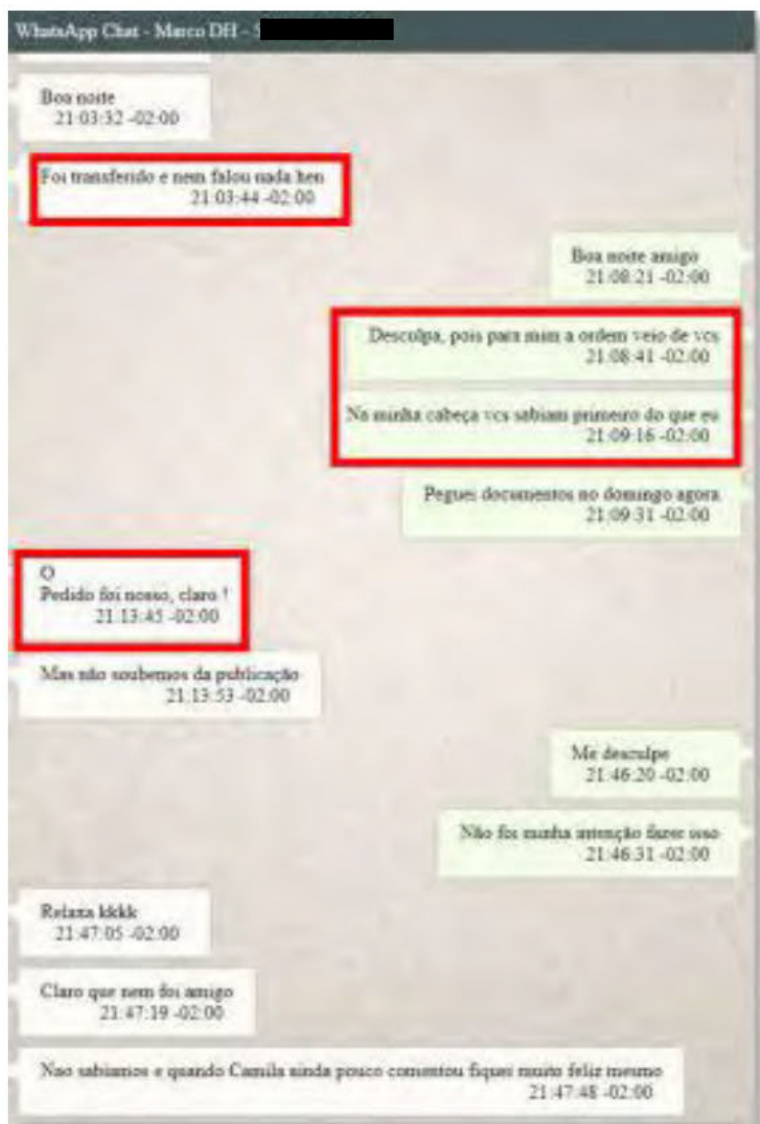 WhatsApp Chat - Marco DH - 5
Boa noite
21:03:32 -02:00
Foi transferido e nem falou nada hen
21:03:44 -02:00
Boa noite amigo
21:08:21 -02:00
Desculpa, pois para mim a ordem veio de vcs
21:08:41 -02:00
Na minha cabeça vcs sabiam primeiro do que eu
21:09:16 -02:00
Peguei documentos no domingo agora
21:09:31 -02:00
O
Pedido foi nosso, claro !
21:13:45 -02:00
Mas não soubemos da publicação
21:13:53 -02:00
Me desculpe
21:46:20 -02:00
Não foi minha intenção fazer isso
21:46:31 -02:00
Relaxa kkkk
21:47:05 -02:00
Claro que nem foi amigo
21:47:19 -02:00
Nao sabiamos e quando Camila ainda pouco comentou fiquei muito feliz mesmo
21:47:48 -02:00